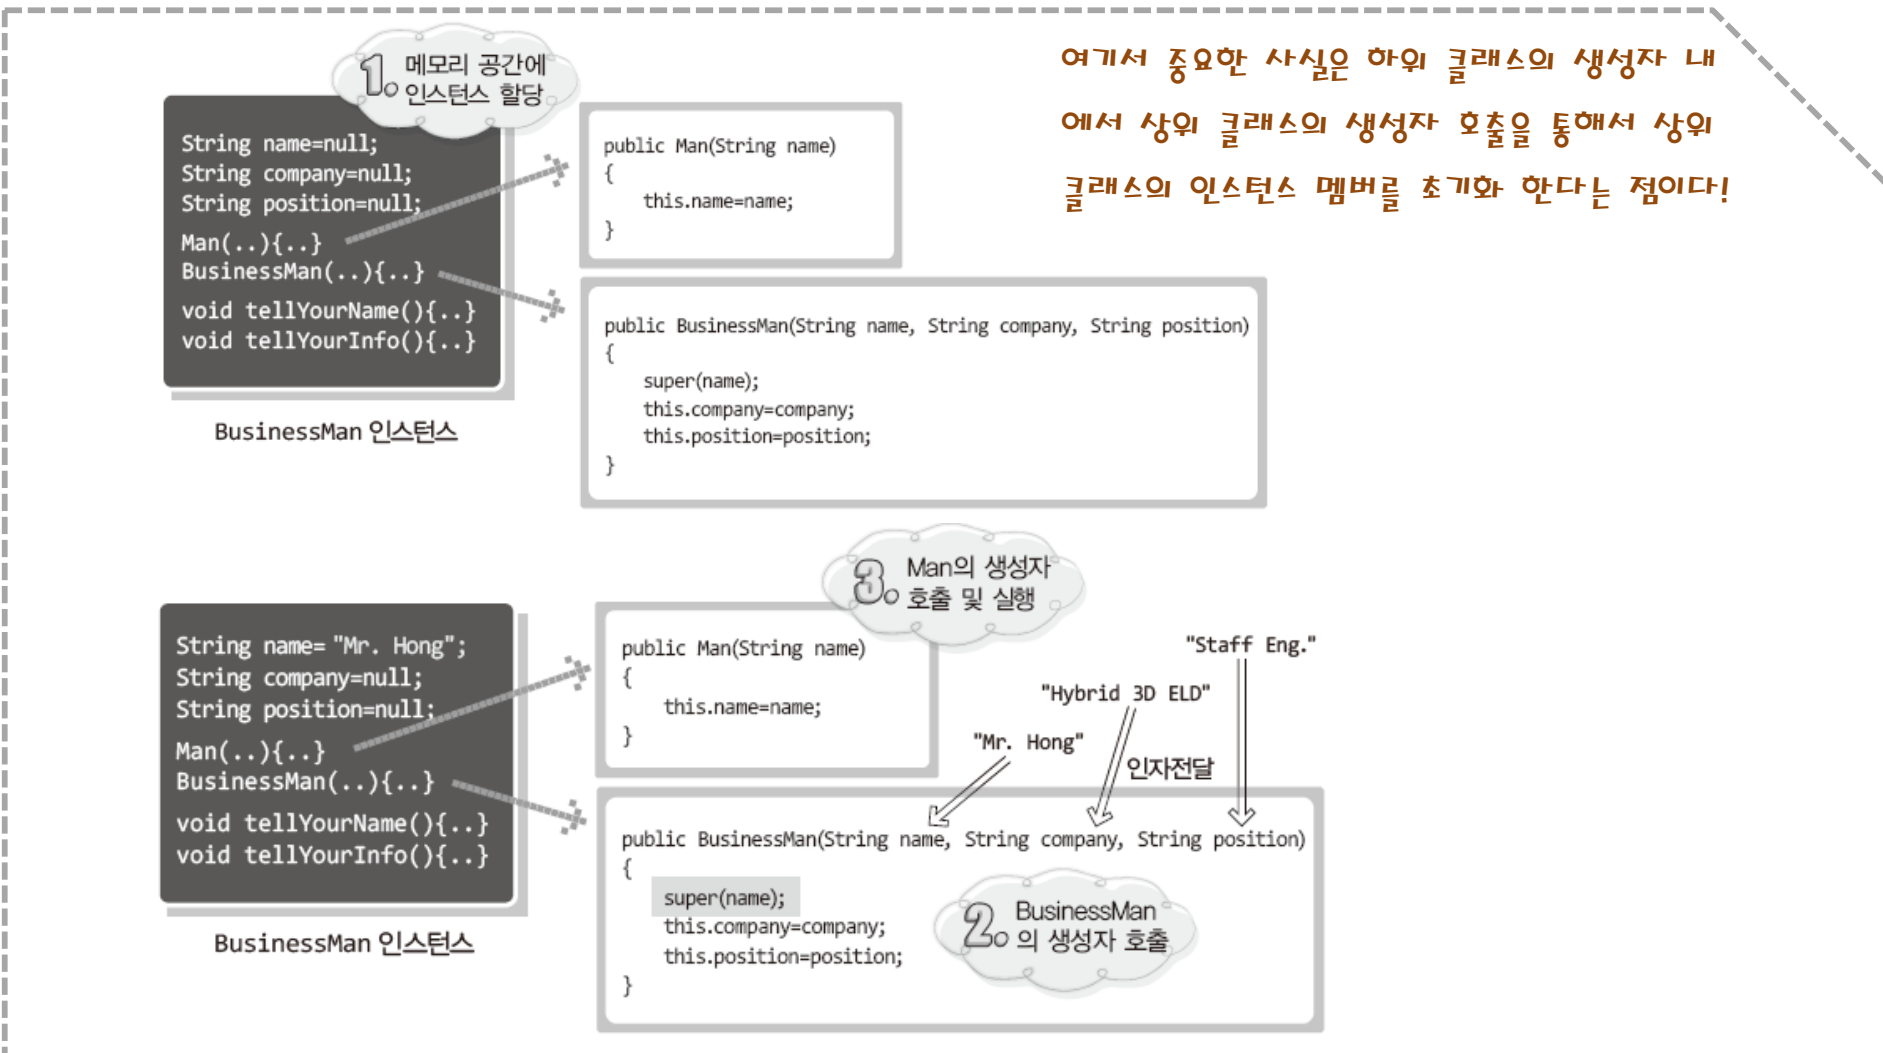 여기서 중요한 사실은 하위 클래스의 생성자 내
에서 상위 클래스의 생성자 호출을 통해서 상위
클래스의 인스턴스 멤버를 초기화 한다는 점이다!
1. 메모리 공간에
인스턴스 할당
String name=null;
String company=null;
String position=null;
Man(..){..}
BusinessMan(..){..}
void tellYourName(){..}
void tellYourInfo(){..}
BusinessMan 인스턴스
public Man(String name)
{
this.name=name;
}
public BusinessMan(String name, String company, String position)
{
super(name);
this.company=company;
this.position=position;
}
3. Man의 생성자
호출 및 실행
String name= "Mr. Hong";
String company=null;
String position=null;
Man(..){..}
BusinessMan(..){..}
void tellYourName(){..}
void tellYourInfo(){..}
BusinessMan 인스턴스
public Man(String name)
{
this.name=name;
}
"Staff Eng."
"Hybrid 3D ELD"
"Mr. Hong"
인자전달
public BusinessMan(String name, String company, String position)
{
super(name);
this.company=company;
this.position=position;
}
2. BusinessMan
의 생성자 호출